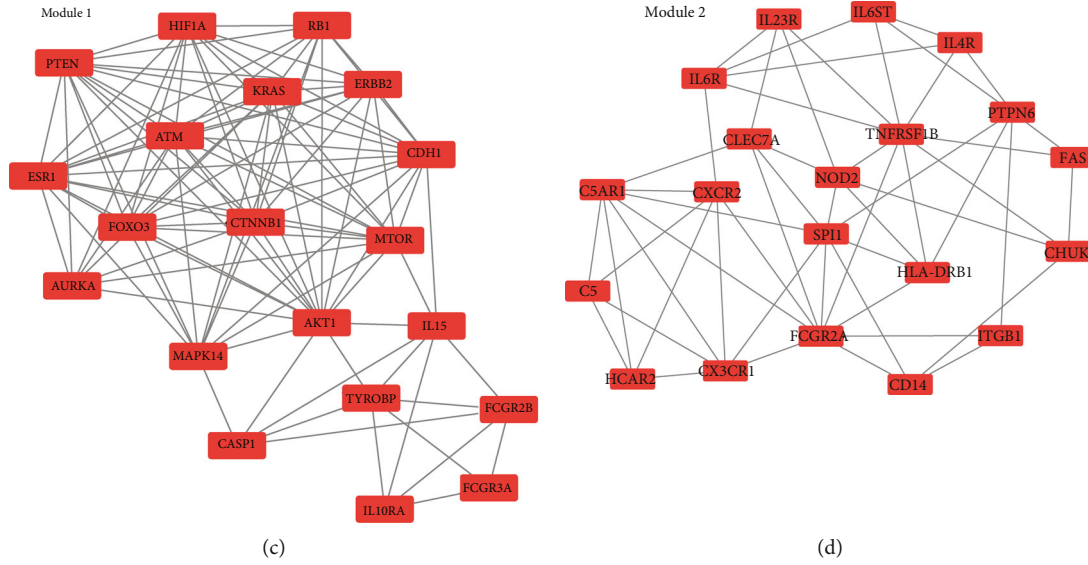 Module 1
HIF1A
RB1
PTEN
KRAS
ERBB2
ATM
CDH1
ESR1
FOXO3
CTNNB1
MTOR
AURKA
AKT1
IL15
MAPK14
TYROBP
FCGR2B
CASP1
FCGR3A
IL10RA
(c)
Module 2
IL23R
IL6ST
IL4R
IL6R
PTPN6
TNFRSF1B
CLEC7A
FAS
NOD2
C5AR1
CXCR2
SPI1
CHUK
HLA-DRB1
C5
FCGR2A
ITGB1
HCAR2
CX3CR1
CD14
(d)